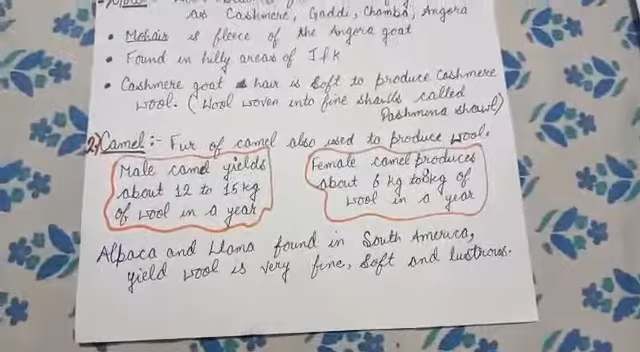 as Cashmere, Gaddi, Chamba, Angora
• Mohair is fleece of the Angora goat
• Found in hilly areas of J & K
• Cashmere goat hair is soft to produce Cashmere
wool. (Wool woven into fine shawls called
Pashmina shawl)
2) Camel :- Fur of camel also used to produce wool.
Male camel yields
about 12 to 15 kg
of wool in a year
Female camel produces
about 6 kg to 8 kg of
wool in a year
Alpaca and Llama found in South America,
yield wool is very fine, soft and lustrous.